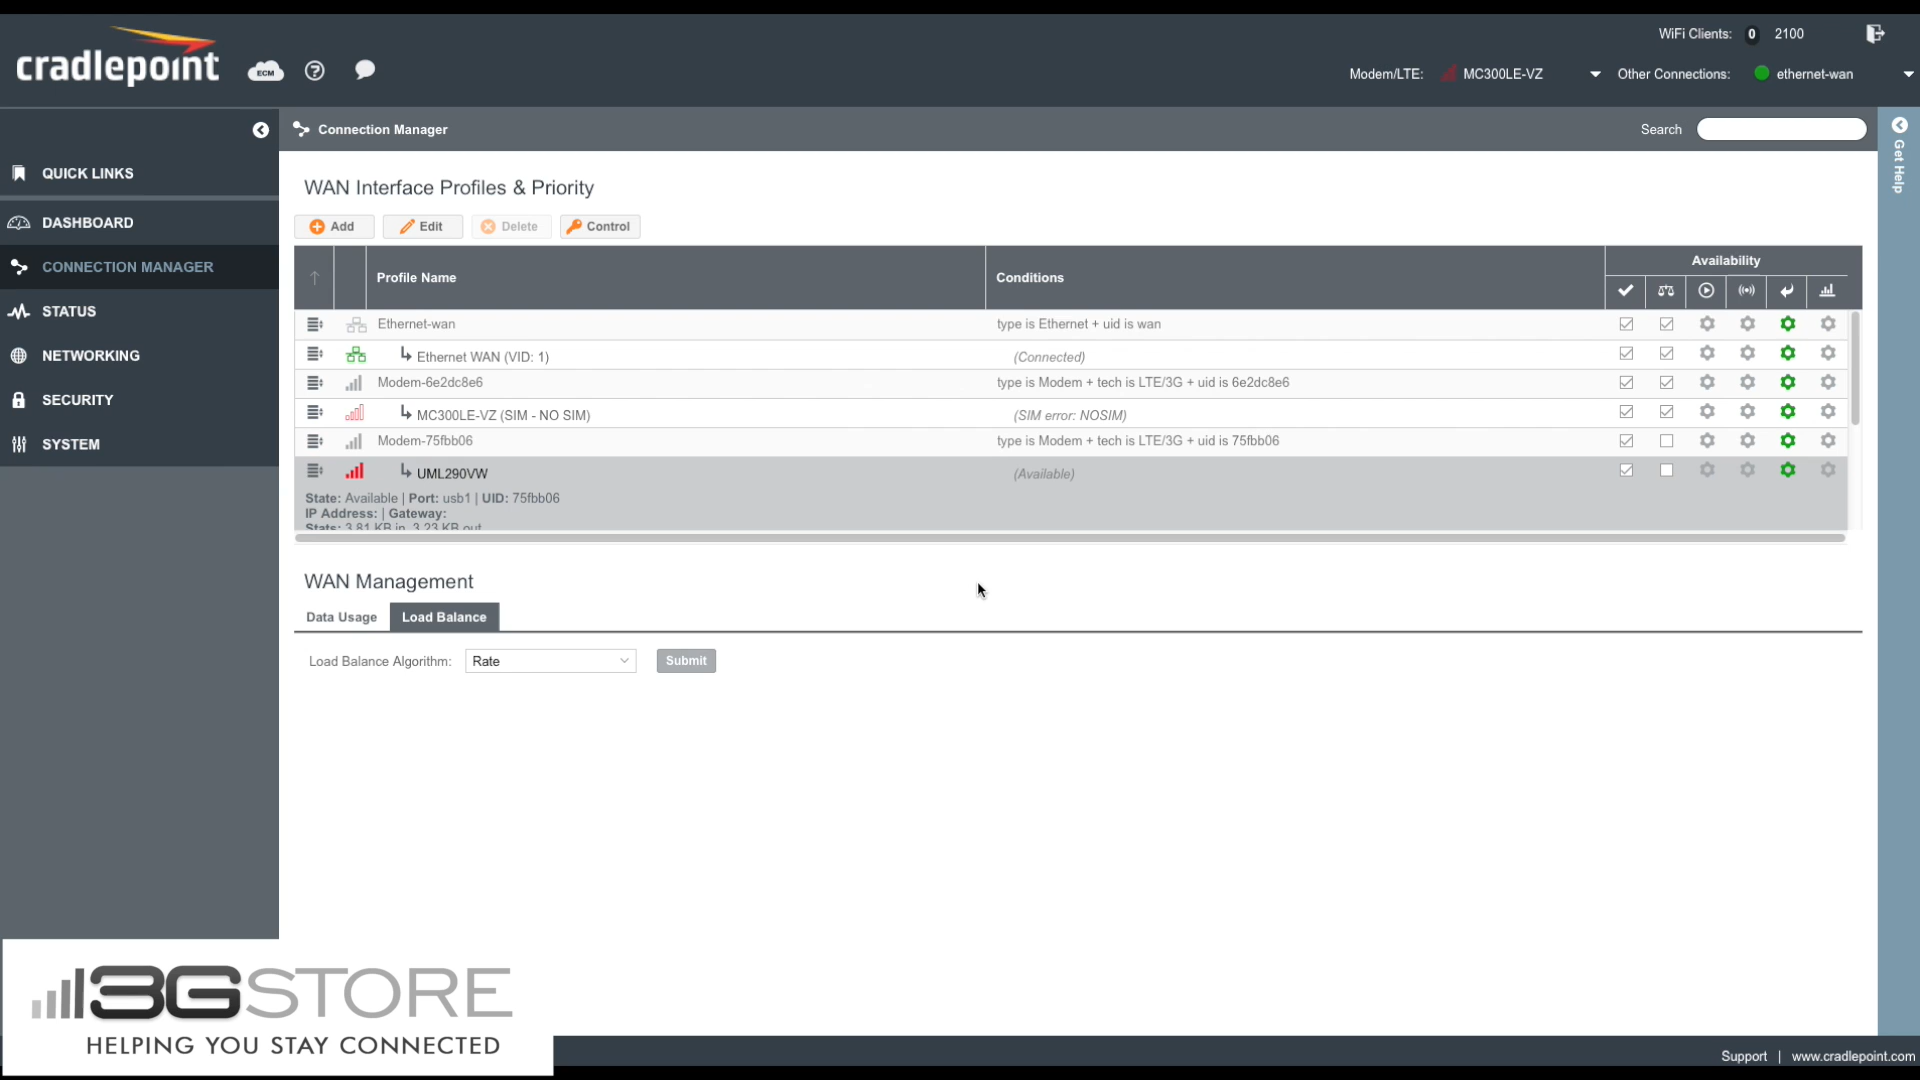 WiFi Clients: 0 2100
cradlepoint
ECM
Modem/LTE: MC300LE-VZ Other Connections: ethernet-wan
Connection Manager
Search
Get Help
QUICK LINKS
DASHBOARD
CONNECTION MANAGER
STATUS
NETWORKING
SECURITY
SYSTEM
WAN Interface Profiles & Priority
Add Edit Delete Control
Availability
Profile Name Conditions
Ethernet-wan type is Ethernet + uid is wan
Ethernet WAN (VID: 1) (Connected)
Modem-6e2dc8e6 type is Modem + tech is LTE/3G + uid is 6e2dc8e6
MC300LE-VZ (SIM - NO SIM) (SIM error: NOSIM)
Modem-75fbb06 type is Modem + tech is LTE/3G + uid is 75fbb06
UML290VW (Available)
State: Available | Port: usb1 | UID: 75fbb06
IP Address: | Gateway:
Stats: 3.81 KB in, 3.23 KB out
WAN Management
Data Usage Load Balance
Load Balance Algorithm: Rate Submit
3GSTORE
HELPING YOU STAY CONNECTED
Support | www.cradlepoint.com